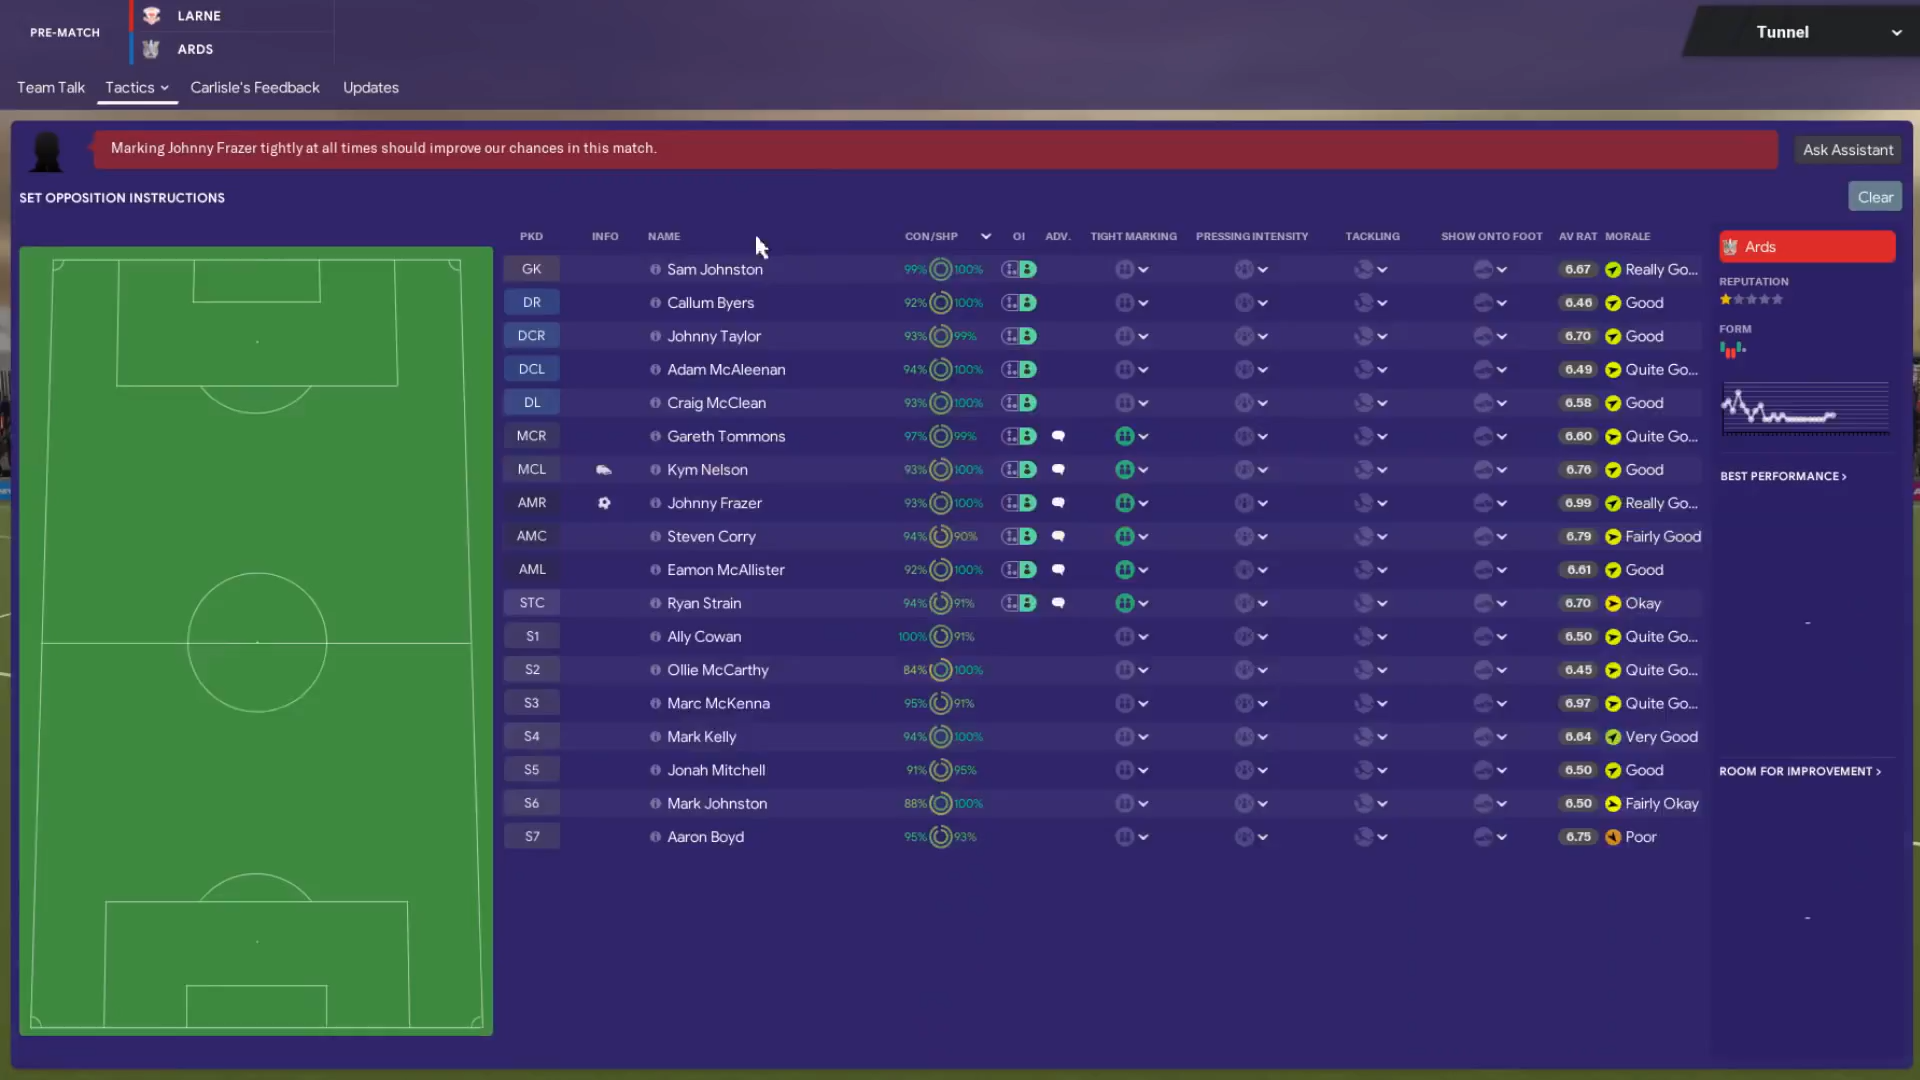 PRE-MATCH
LARNE
ARDS
Tunnel
Team Talk Tactics Carlisle's Feedback Updates
Marking Johnny Frazer tightly at all times should improve our chances in this match.
Ask Assistant
SET OPPOSITION INSTRUCTIONS
Clear
PKD INFO NAME CON/SHP OI ADV. TIGHT MARKING PRESSING INTENSITY TACKLING SHOW ONTO FOOT AV RAT MORALE
GK Sam Johnston 99% 100% 6.67 Really Go...
DR Callum Byers 92% 100% 6.46 Good
DCR Johnny Taylor 93% 99% 6.70 Good
DCL Adam McAleenan 94% 100% 6.49 Quite Go...
DL Craig McClean 93% 100% 6.58 Good
MCR Gareth Tommons 97% 99% 6.60 Quite Go...
MCL Kym Nelson 93% 100% 6.76 Good
AMR Johnny Frazer 93% 100% 6.99 Really Go...
AMC Steven Corry 94% 90% 6.79 Fairly Good
AML Eamon McAllister 92% 100% 6.61 Good
STC Ryan Strain 94% 91% 6.70 Okay
S1 Ally Cowan 100% 91% 6.50 Quite Go...
S2 Ollie McCarthy 84% 100% 6.45 Quite Go...
S3 Marc McKenna 95% 91% 6.97 Quite Go...
S4 Mark Kelly 94% 100% 6.64 Very Good
S5 Jonah Mitchell 91% 95% 6.50 Good
S6 Mark Johnston 88% 100% 6.50 Fairly Okay
S7 Aaron Boyd 95% 93% 6.75 Poor
Ards
REPUTATION
FORM
BEST PERFORMANCE >
-
ROOM FOR IMPROVEMENT >
-